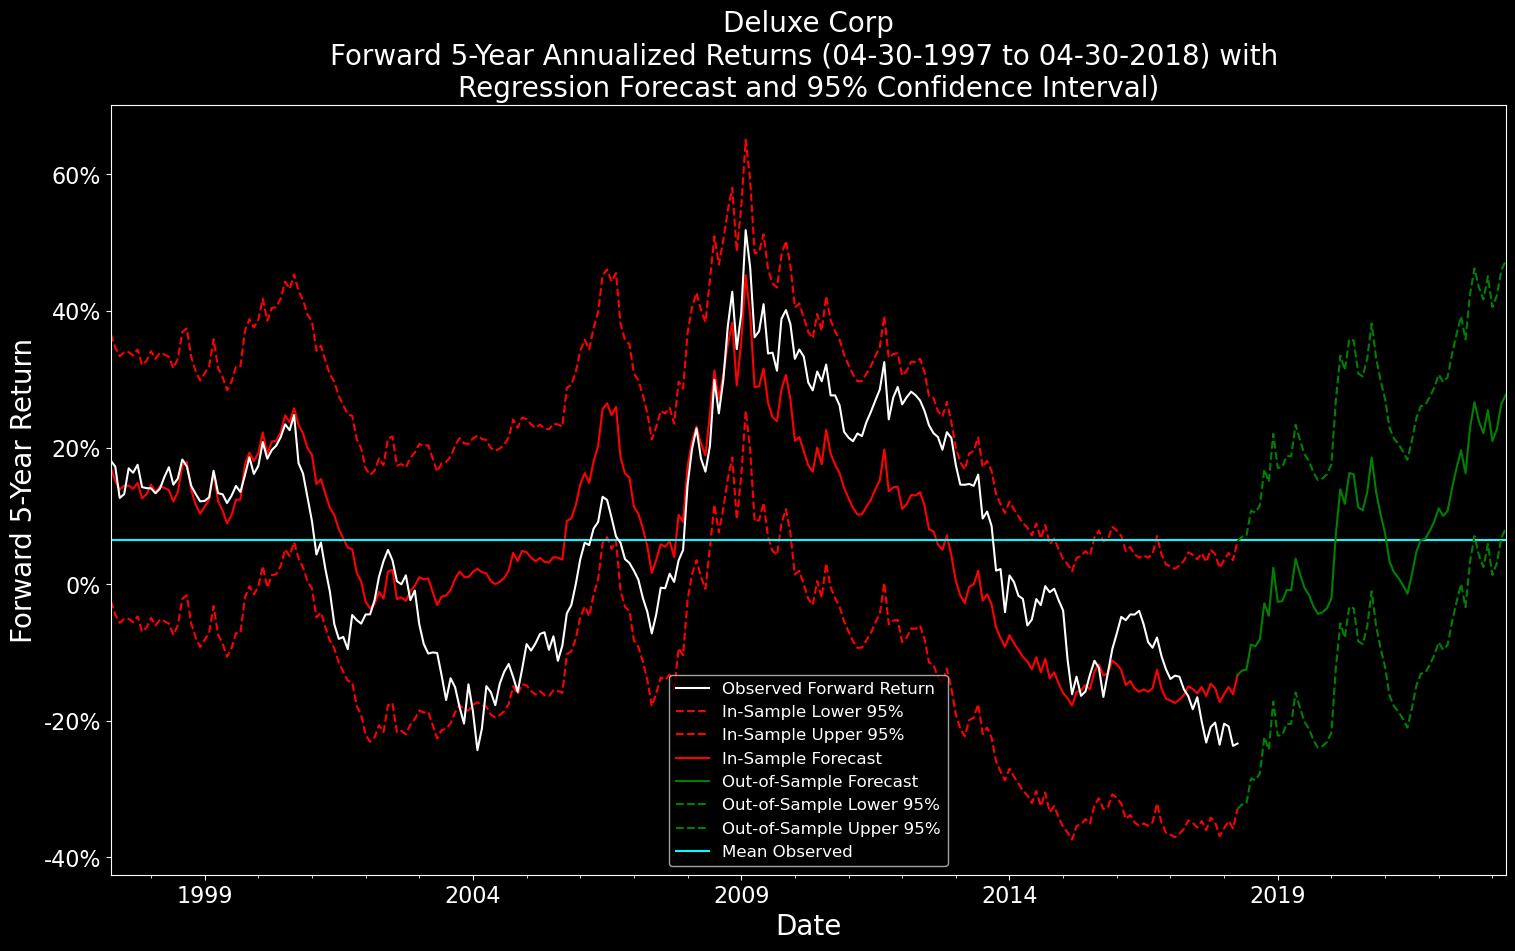 Deluxe Corp
Forward 5-Year Annualized Returns (04-30-1997 to 04-30-2018) with
Regression Forecast and 95% Confidence Interval)
Forward 5-Year Return
60%
40%
20%
0%
-20%
-40%
Observed Forward Return
In-Sample Lower 95%
In-Sample Upper 95%
In-Sample Forecast
Out-of-Sample Forecast
Out-of-Sample Lower 95%
Out-of-Sample Upper 95%
Mean Observed
1999 2004 2009 2014 2019
Date